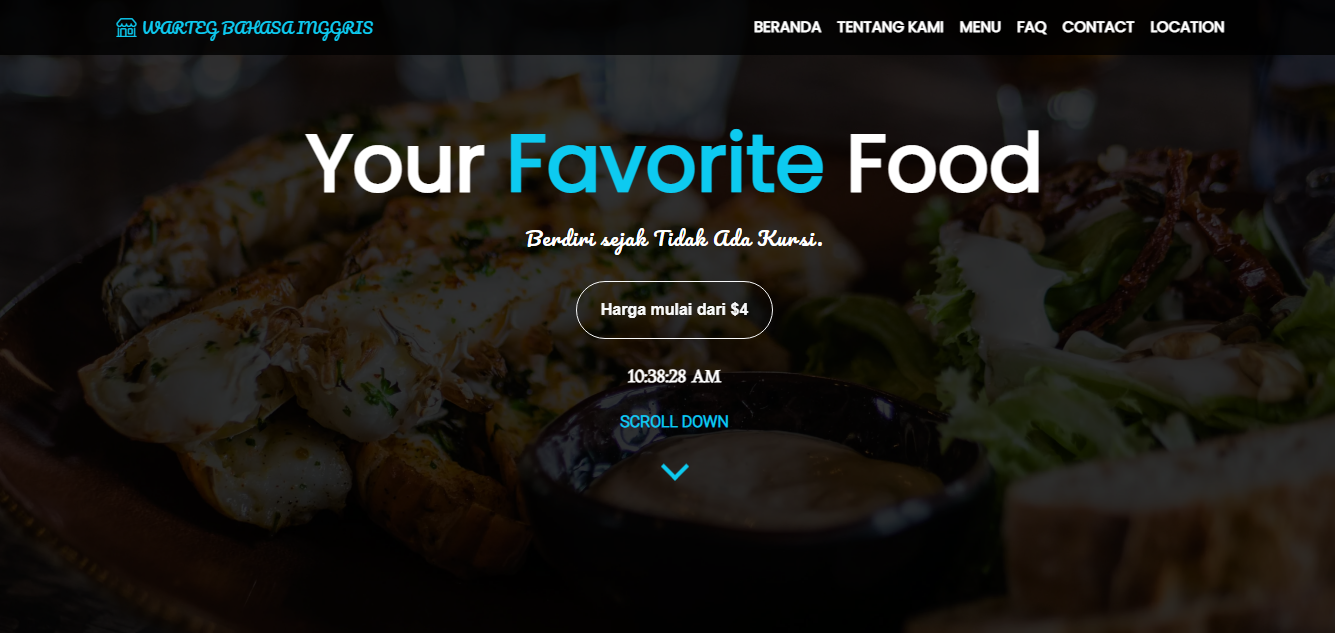 WARTEG BAHASA INGGRIS
BERANDA TENTANG KAMI MENU FAQ CONTACT LOCATION
Your Favorite Food
Berdiri sejak Tidak Ada Kursi.
Harga mulai dari $4
10:38:28 AM
SCROLL DOWN